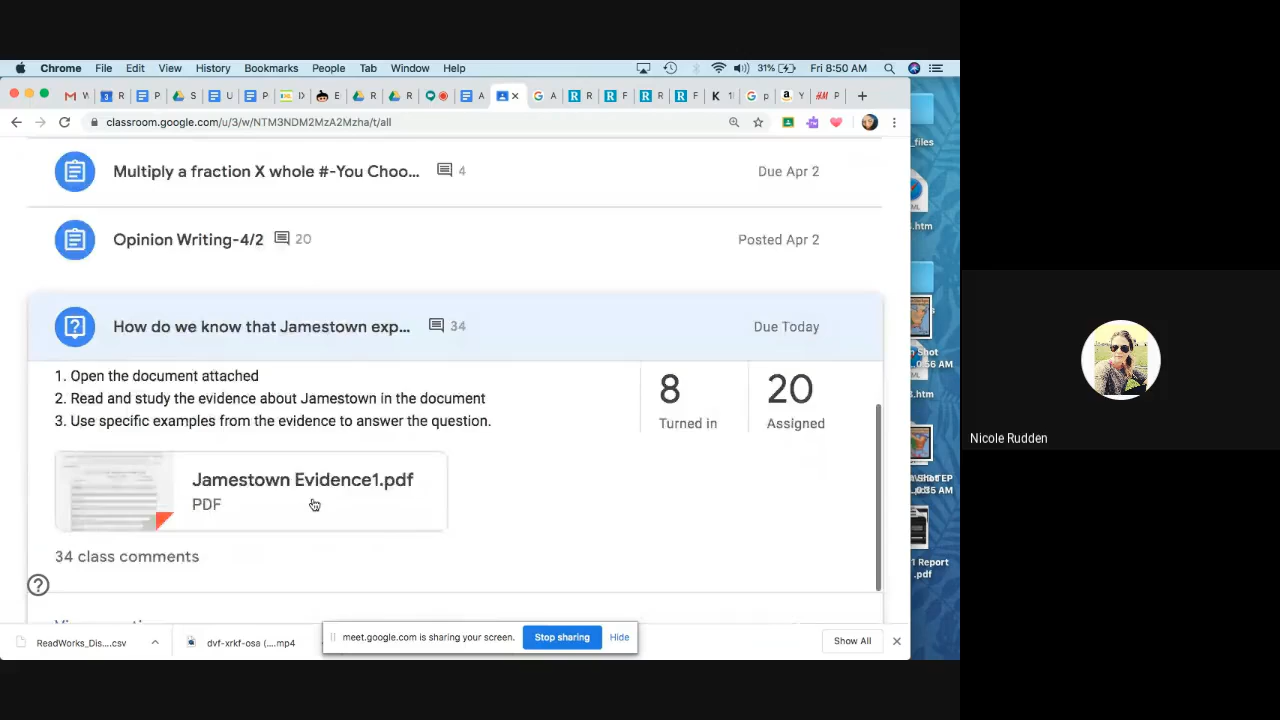 Chrome File Edit View History Bookmarks People Tab Window Help 31% Fri 8:50 AM
classroom.google.com/u/3/w/NTM3NDM2MzA2Mzha/t/all
_files
Multiply a fraction X whole #-You Choo... 4 Due Apr 2
.htm
Opinion Writing-4/2 20 Posted Apr 2
How do we know that Jamestown exp... 34 Due Today
1. Open the document attached
2. Read and study the evidence about Jamestown in the document
3. Use specific examples from the evidence to answer the question.
8 20
Turned in Assigned
Jamestown Evidence1.pdf
PDF
34 class comments
.htm
1 Report
.pdf
ReadWorks_Dis....csv
dvf-xrkf-osa (....mp4
meet.google.com is sharing your screen. Stop sharing Hide
Show All
Nicole Rudden